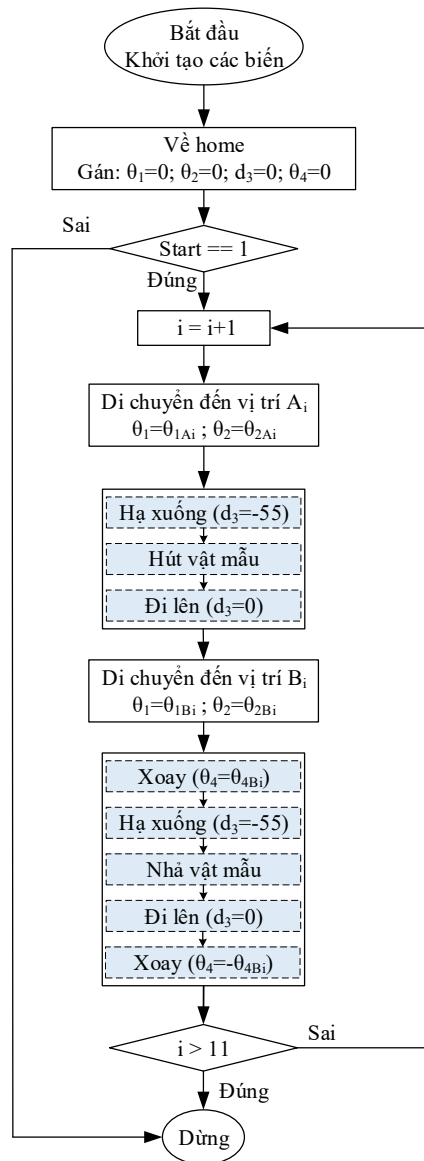 Bắt đầu
Khởi tạo các biến
Về home
Gán: θ₁=0; θ₂=0; d₃=0; θ₄=0
Sai
Start == 1
Đúng
i = i+1
Di chuyển đến vị trí Aᵢ
θ₁=θ₁Aᵢ ; θ₂=θ₂Aᵢ
Hạ xuống (d₃=-55)
Hút vật mẫu
Đi lên (d₃=0)
Di chuyển đến vị trí Bᵢ
θ₁=θ₁Bᵢ ; θ₂=θ₂Bᵢ
Xoay (θ₄=θ₄Bᵢ)
Hạ xuống (d₃=-55)
Nhả vật mẫu
Đi lên (d₃=0)
Xoay (θ₄=-θ₄Bᵢ)
i > 11
Sai
Đúng
Dừng